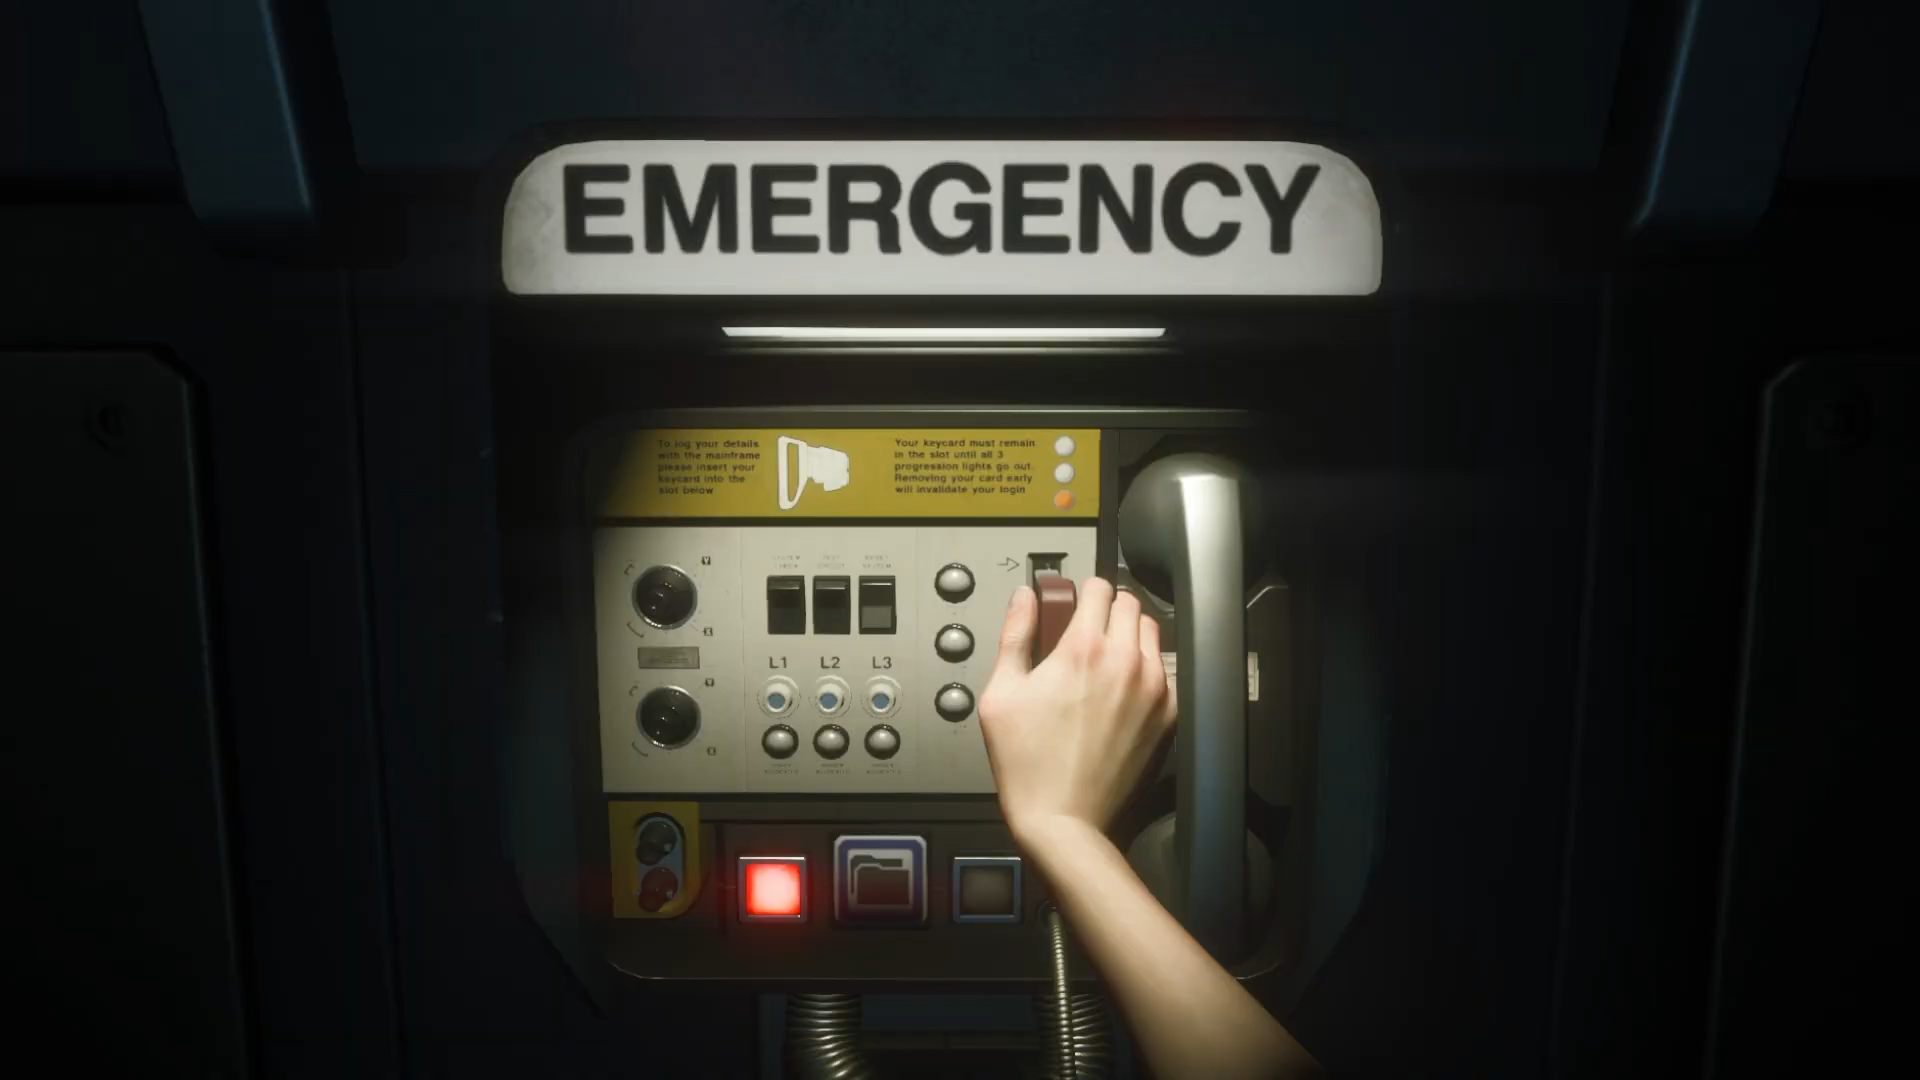 EMERGENCY
To log your details
with the mainframe
please insert your
keycard into the
slot below
Your keycard must remain
in the slot until all 3
progression lights go out.
Removing your card early
will invalidate your login
L1 L2 L3